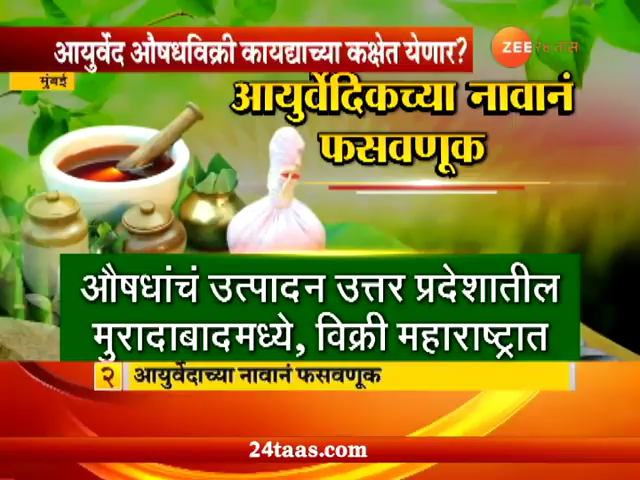 आयुर्वेद औषधविक्री कायद्याच्या कक्षेत येणार?
ZEE २४ तास
मुंबई
आयुर्वेदिकच्या नावानं
फसवणूक
औषधांचं उत्पादन उत्तर प्रदेशातील
मुरादाबादमध्ये, विक्री महाराष्ट्रात
२ आयुर्वेदाच्या नावानं फसवणूक
24taas.com